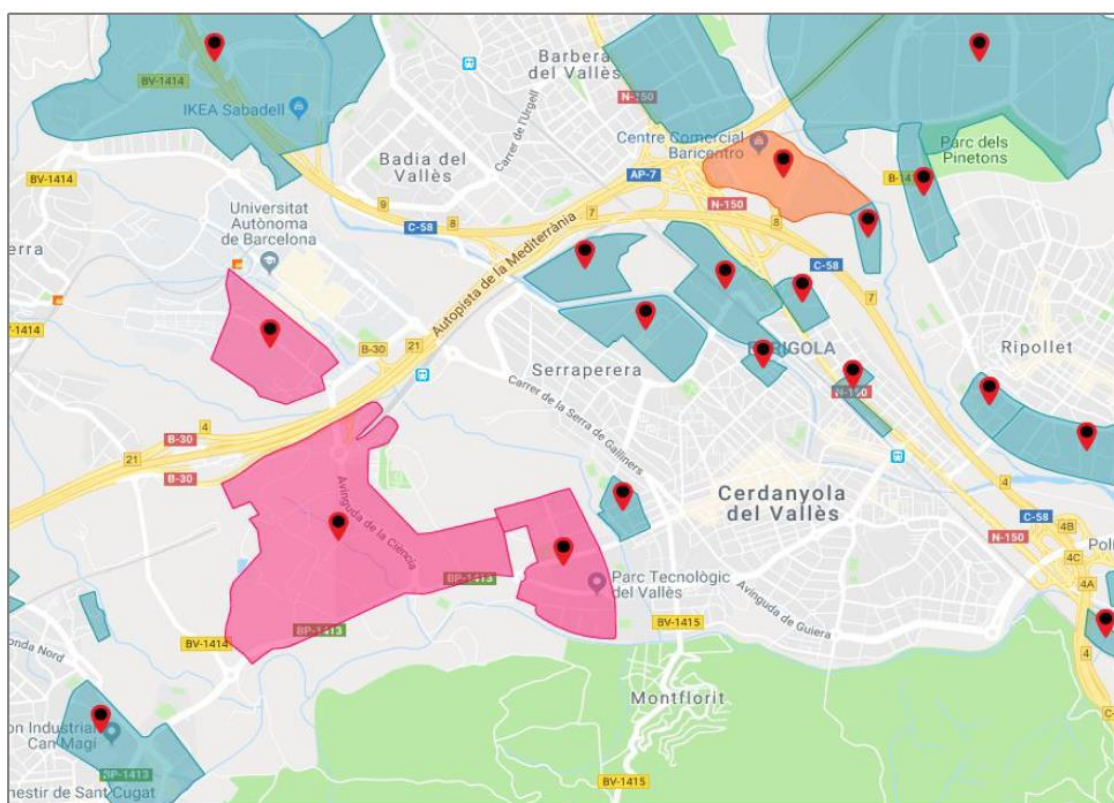 BV-1414
IKEA Sabadell
Barberà
del Vallès
N-150
Carrer de l'Urgell
Centre Comercial
Baricentro
Parc dels
Pinetons
Badia del
Vallès
BV-1414
AP-7
B-141
N-150
9
8
7
8
C-58
Universitat
Autònoma
de Barcelona
Autopista de la Mediterrània
C-58
7
erra
21
B-30
Ripollet
Serraperera
N-150
Carrer de la Serra de Galliners
4
B-30
21
B-30
Cerdanyola
del Vallès
4
C-58
4B
N-150
4C
Avinguda de la Ciència
BP-1413
Parc Tecnològic
del Vallès
Avinguda de Guiera
4A
BP-1413
BV-1414
BV-1415
onda Nord
4
Montflorit
on Industrial
Can Magí
BP-1413
BV-1415
nestir de Sant Cugat